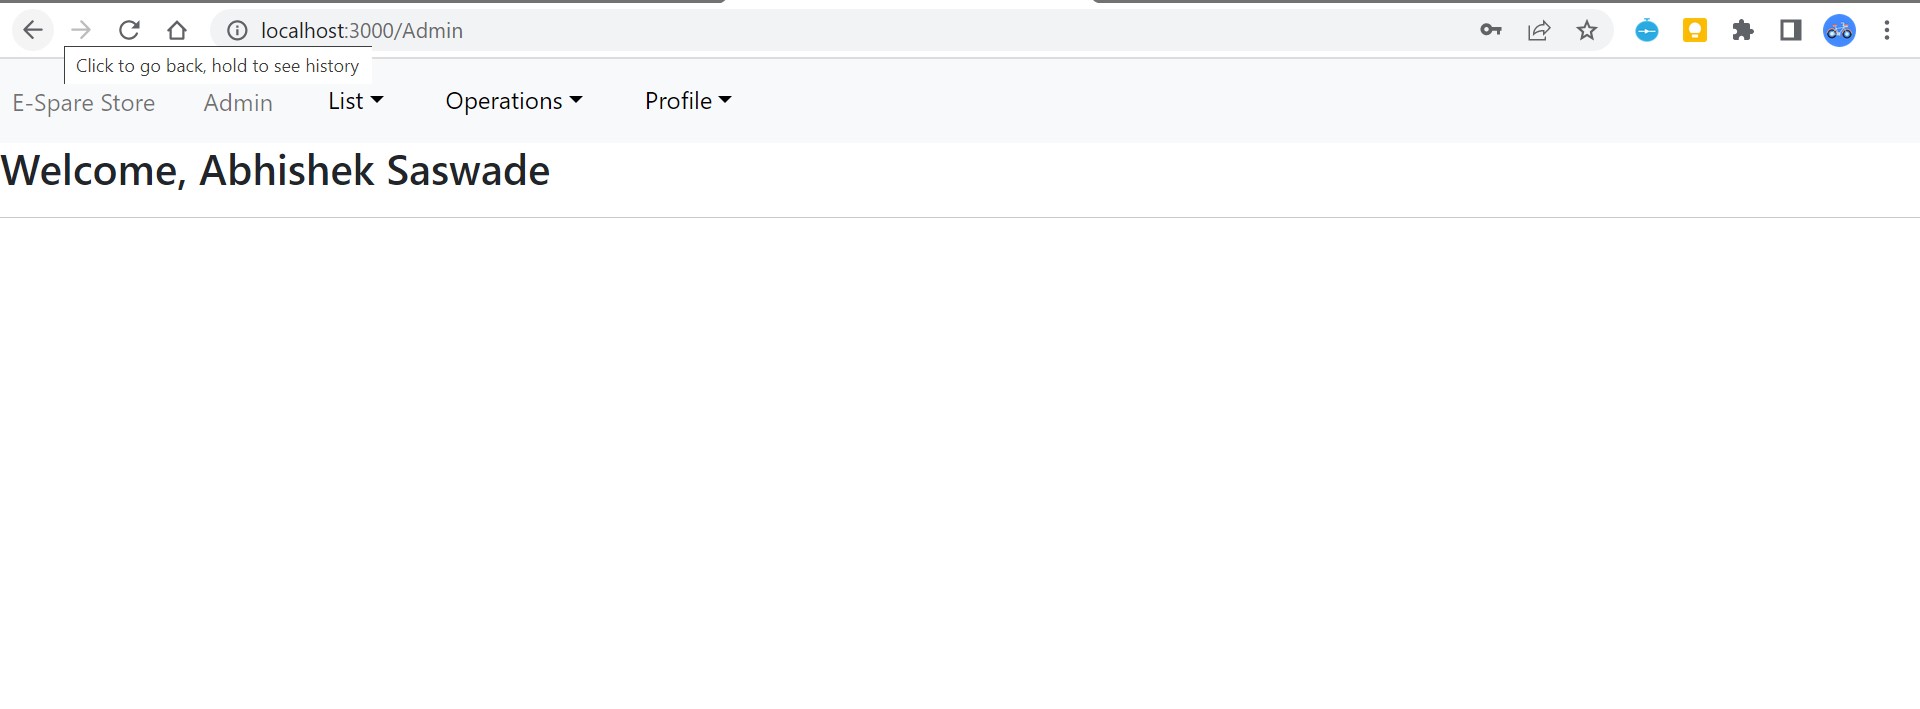 localhost:3000/Admin
Click to go back, hold to see history
E-Spare Store Admin List Operations Profile
Welcome, Abhishek Saswade